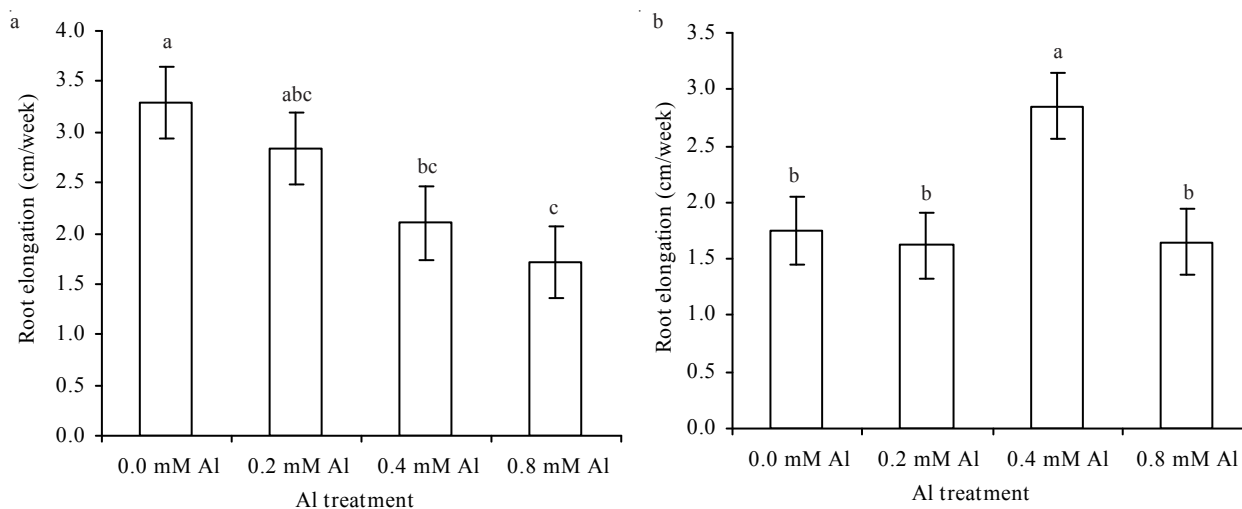 a
Root elongation (cm/week)
4.0
3.5
3.0
2.5
2.0
1.5
1.0
0.5
0.0
a
abc
bc
c
0.0 mM Al 0.2 mM Al 0.4 mM Al 0.8 mM Al
Al treatment
b
Root elongation (cm/week)
3.5
3.0
2.5
2.0
1.5
1.0
0.5
0.0
b
b
a
b
0.0 mM Al 0.2 mM Al 0.4 mM Al 0.8 mM Al
Al treatment